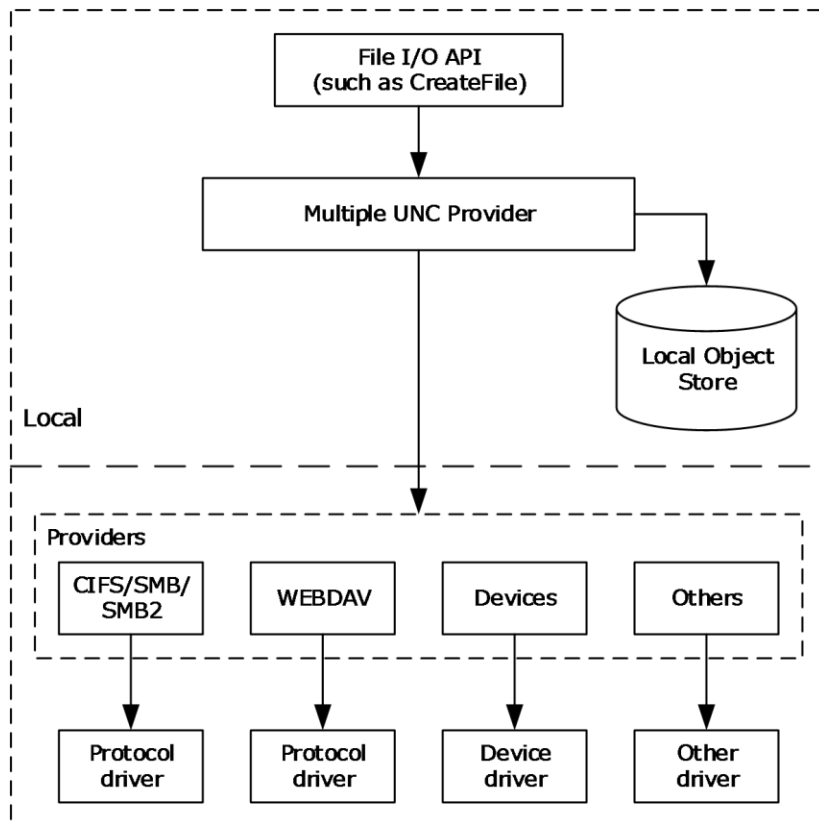 File I/O API
(such as CreateFile)
Multiple UNC Provider
Local Object
Store
Local
Providers
CIFS/SMB/
SMB2
WEBDAV
Devices
Others
Protocol
driver
Protocol
driver
Device
driver
Other
driver